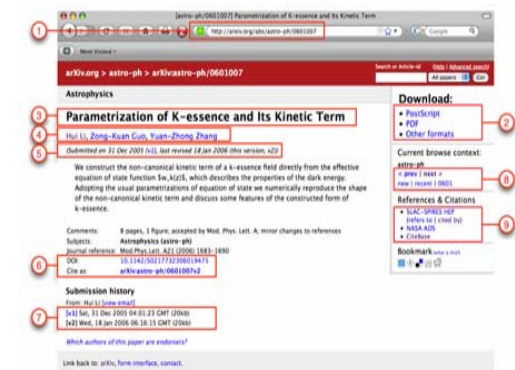 [astro-ph/0601007] Parametrization of K-essence and Its Kinetic Term
1
http://arxiv.org/abs/astro-ph/0601007
Google
Most Visited
Search or Article-id
(Help | Advanced search)
arXiv.org > astro-ph > arXiv:astro-ph/0601007
All papers
Go!
Astrophysics
3
Parametrization of K-essence and Its Kinetic Term
4
Hui Li, Zong-Kuan Guo, Yuan-Zhong Zhang
5
(Submitted on 31 Dec 2005 (v1), last revised 18 Jan 2006 (this version, v2))
We construct the non-canonical kinetic term of a k-essence field directly from the effective
equation of state function $w_k(z)$, which describes the properties of the dark energy.
Adopting the usual parametrizations of equation of state we numerically reproduce the shape
of the non-canonical kinetic term and discuss some features of the constructed form of
k-essence.
Comments: 8 pages, 1 figure; accepted by Mod. Phys. Lett. A, minor changes to references
Subjects: Astrophysics (astro-ph)
Journal reference: Mod.Phys.Lett. A21 (2006) 1683-1690
6
DOI: 10.1142/S0217732306019475
Cite as: arXiv:astro-ph/0601007v2
Submission history
From: Hui Li [view email]
7
[v1] Sat, 31 Dec 2005 04:01:23 GMT (20kb)
[v2] Wed, 18 Jan 2006 06:16:15 GMT (20kb)
Which authors of this paper are endorsers?
Link back to: arXiv, form interface, contact.
Download:
2
PostScript
PDF
Other formats
Current browse context:
astro-ph
8
< prev | next >
new | recent | 0601
References & Citations
9
SLAC-SPIRES HEP
(refers to | cited by)
NASA ADS
CiteBase
Bookmark (what is this?)